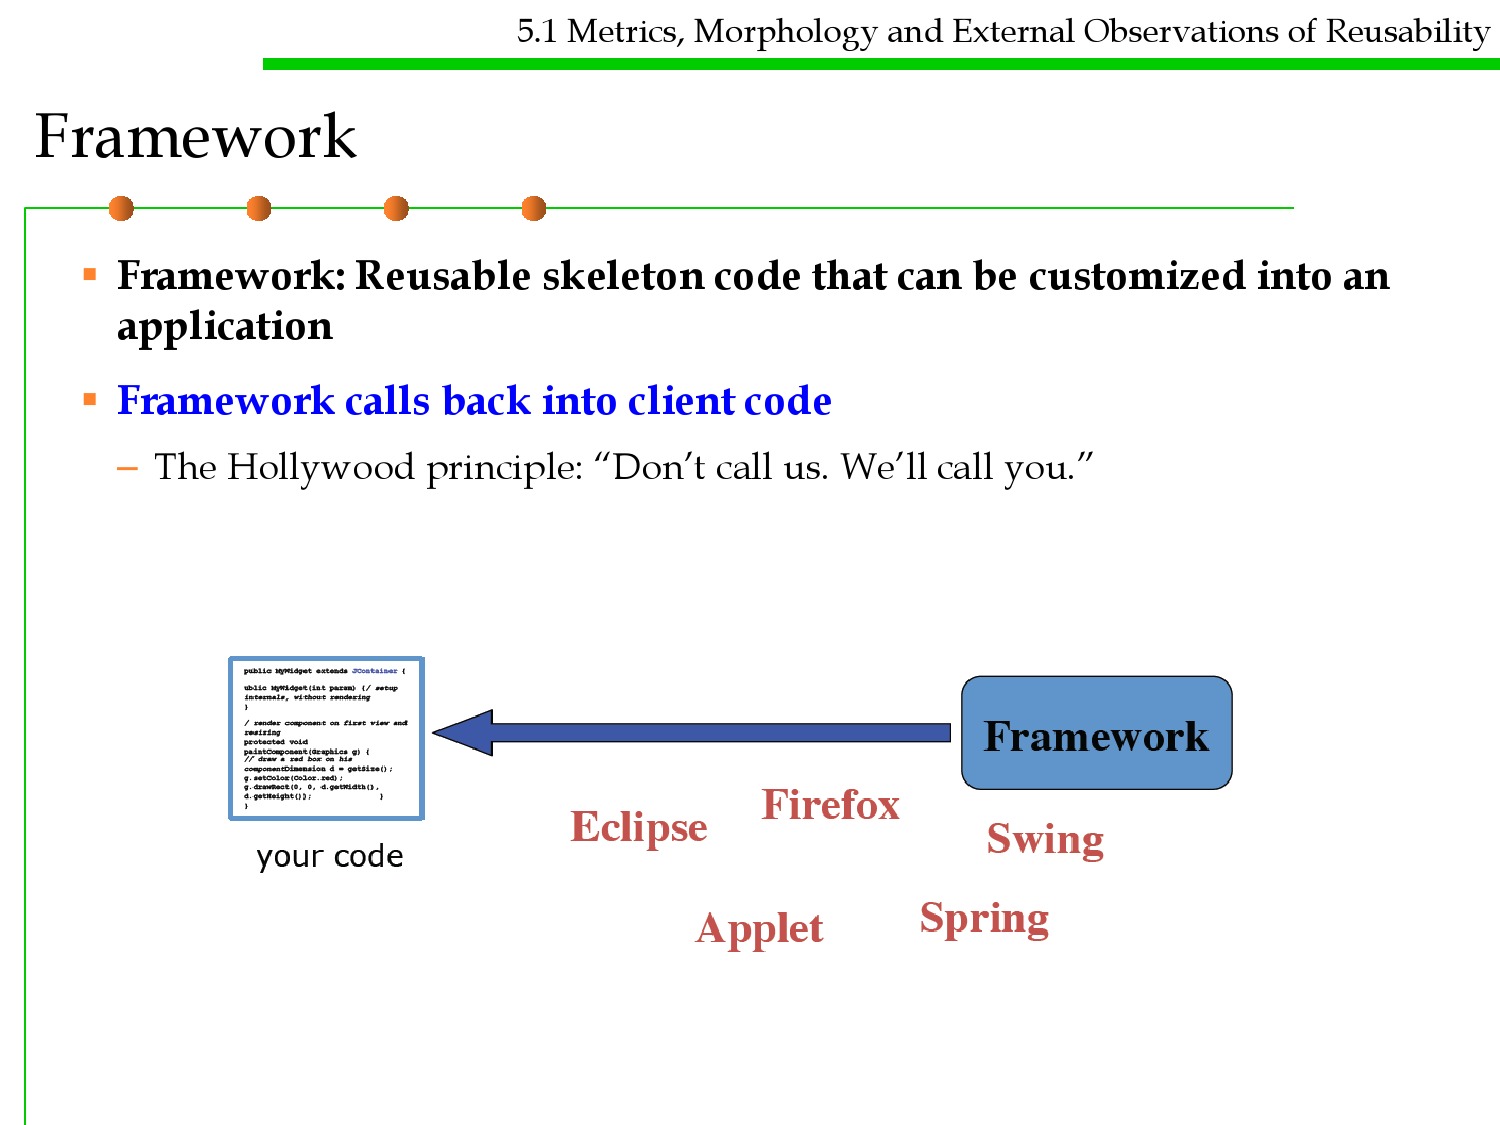 5.1 Metrics, Morphology and External Observations of Reusability
Framework
Framework: Reusable skeleton code that can be customized into an
application
Framework calls back into client code
– The Hollywood principle: “Don’t call us. We’ll call you.”
public MyWidget extends JContainer {
ublic MyWidget(int param) {/ setup
internals, without rendering
}
/ render component on first view and
resizing
protected void
paintComponent(Graphics g) {
// draw a red box on his
componentDimension d = getSize();
g.setColor(Color.red);
g.drawRect(0, 0, d.getWidth(),
d.getHeight()); }
}
your code
Framework
Eclipse
Firefox
Swing
Applet
Spring